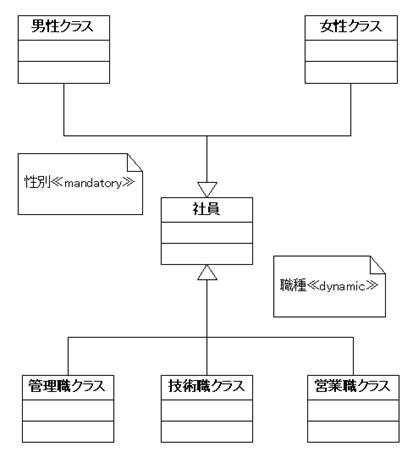 男性クラス
女性クラス
性別≪mandatory≫
社員
職種≪dynamic≫
管理職クラス
技術職クラス
営業職クラス